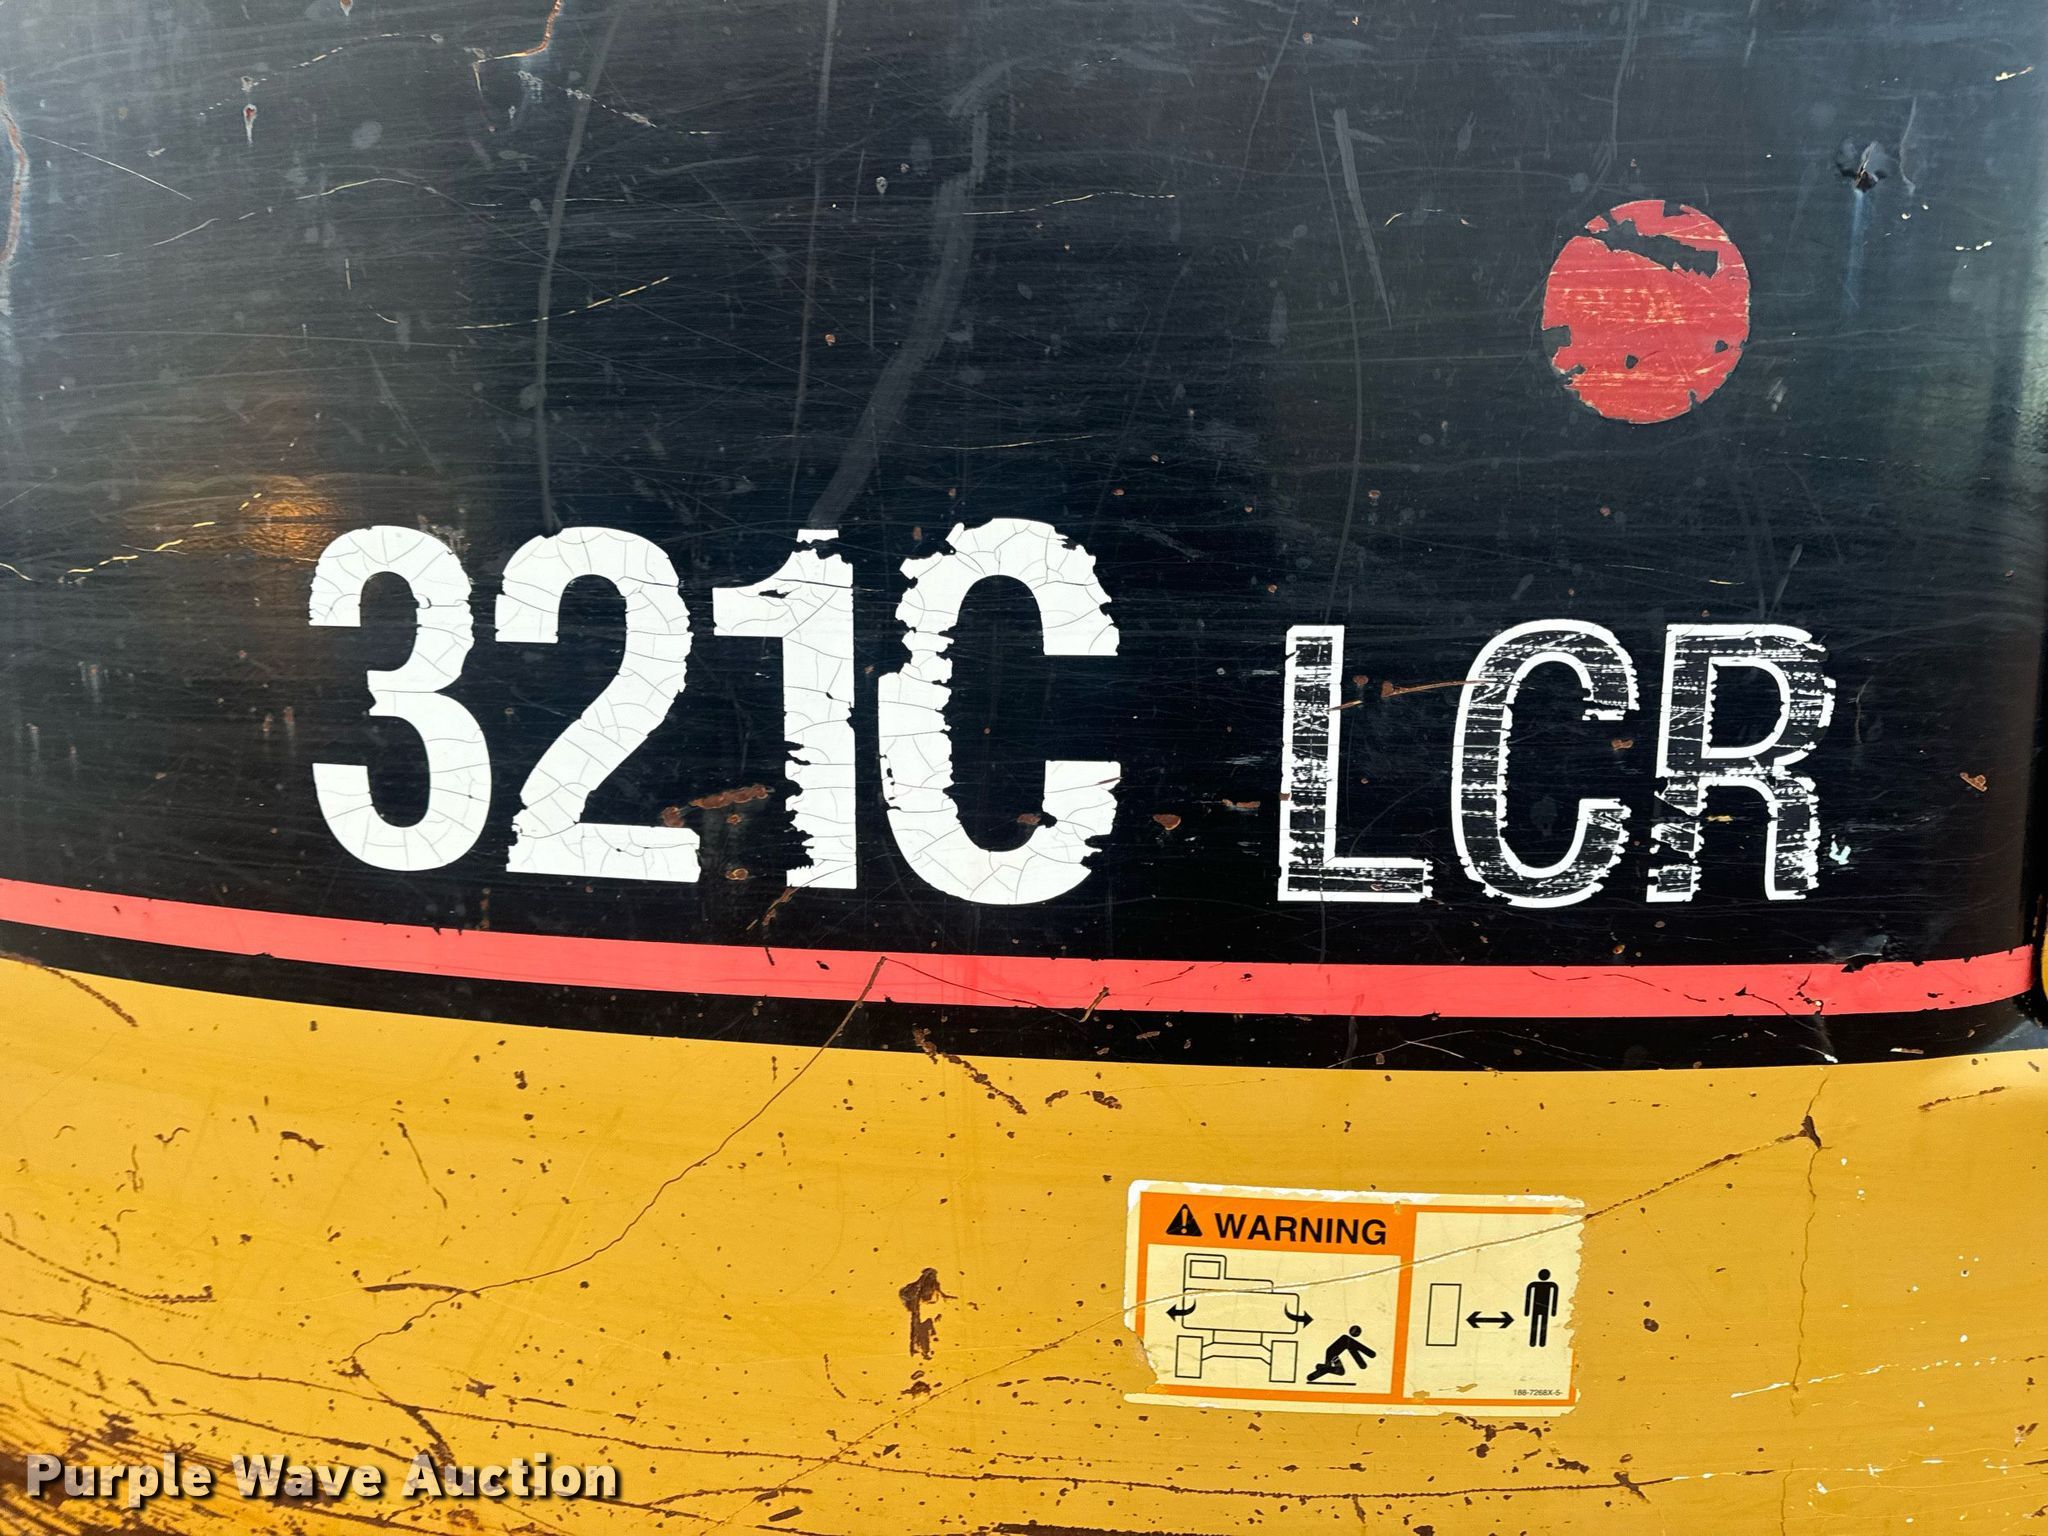 321C LCR
WARNING
188-7268X-5-
Purple Wave Auction